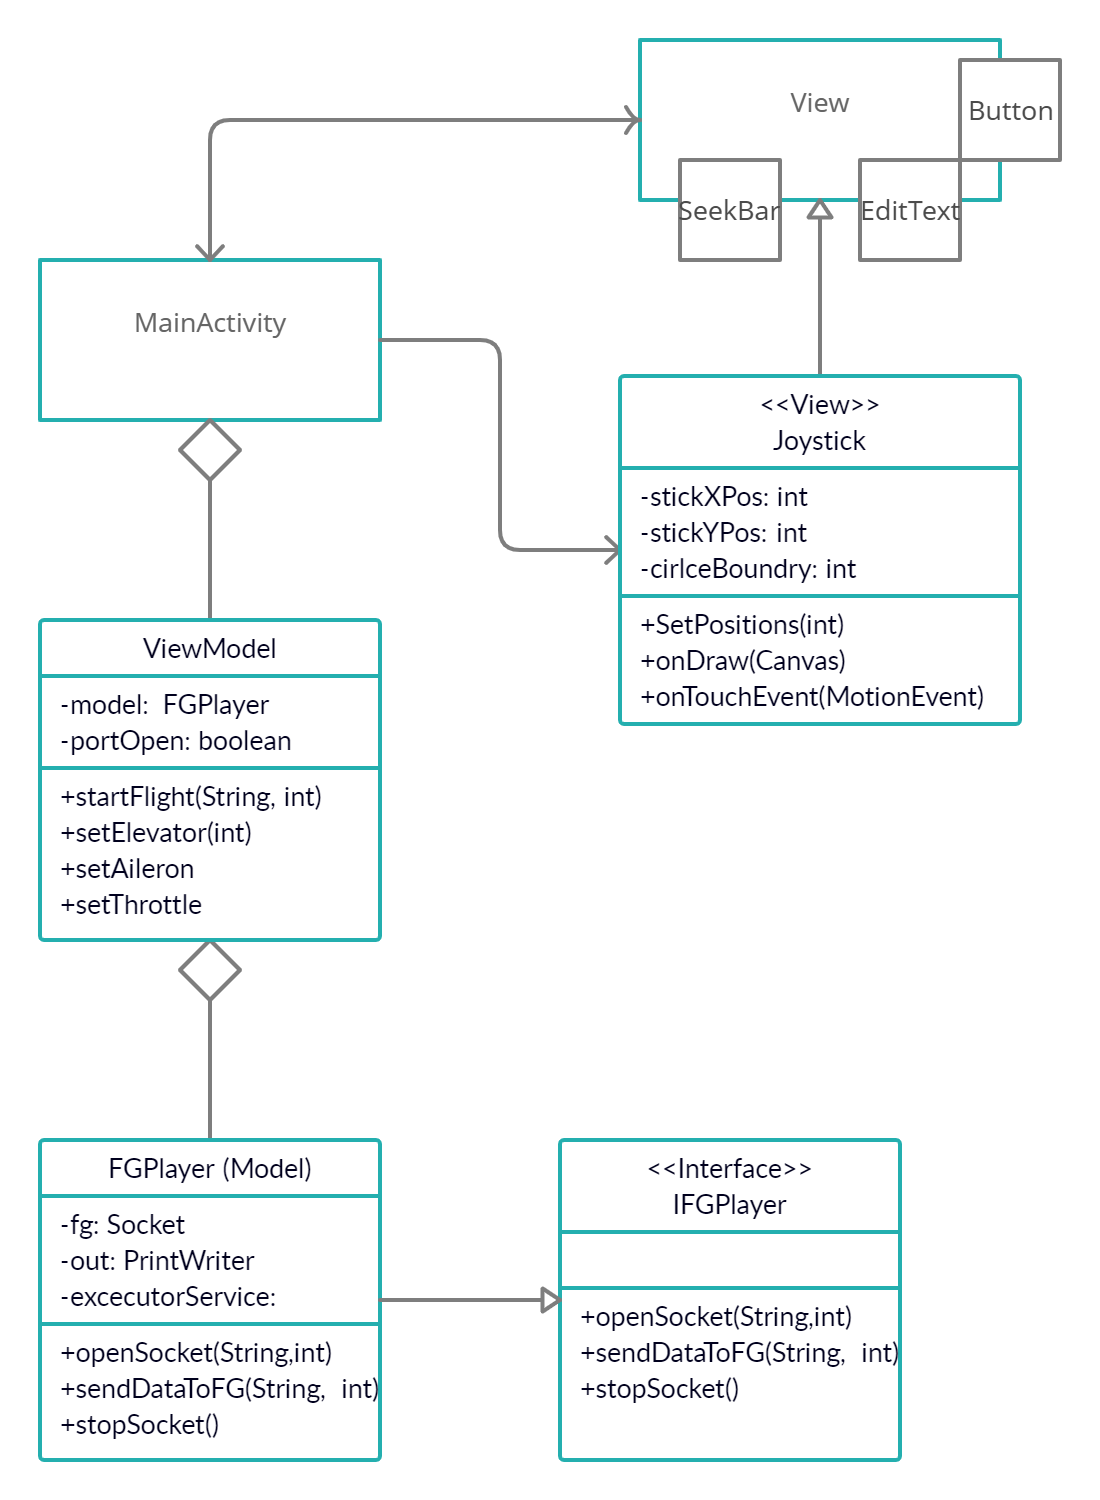 View
Button
SeekBar
EditText
MainActivity
<<View>>
Joystick
-stickXPos: int
-stickYPos: int
-cirlceBoundry: int
+SetPositions(int)
+onDraw(Canvas)
+onTouchEvent(MotionEvent)
ViewModel
-model:  FGPlayer
-portOpen: boolean
+startFlight(String, int)
+setElevator(int)
+setAileron
+setThrottle
FGPlayer (Model)
-fg: Socket
-out: PrintWriter
-excecutorService:
+openSocket(String,int)
+sendDataToFG(String,  int)
+stopSocket()
<<Interface>>
IFGPlayer
+openSocket(String,int)
+sendDataToFG(String,  int)
+stopSocket()